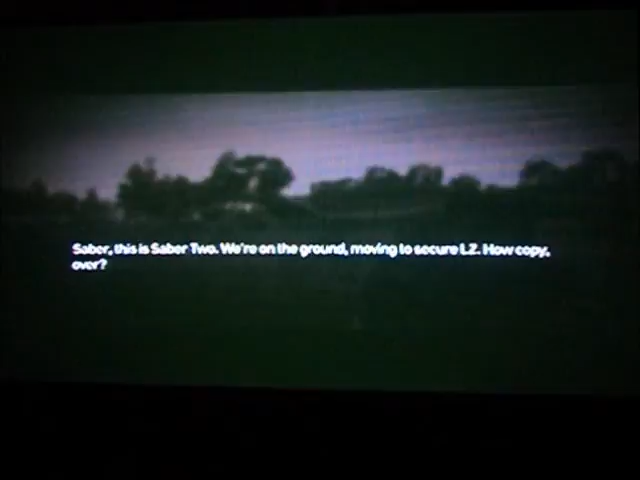 Saber, this is Saber Two. We're on the ground, moving to secure LZ. How copy,
over?